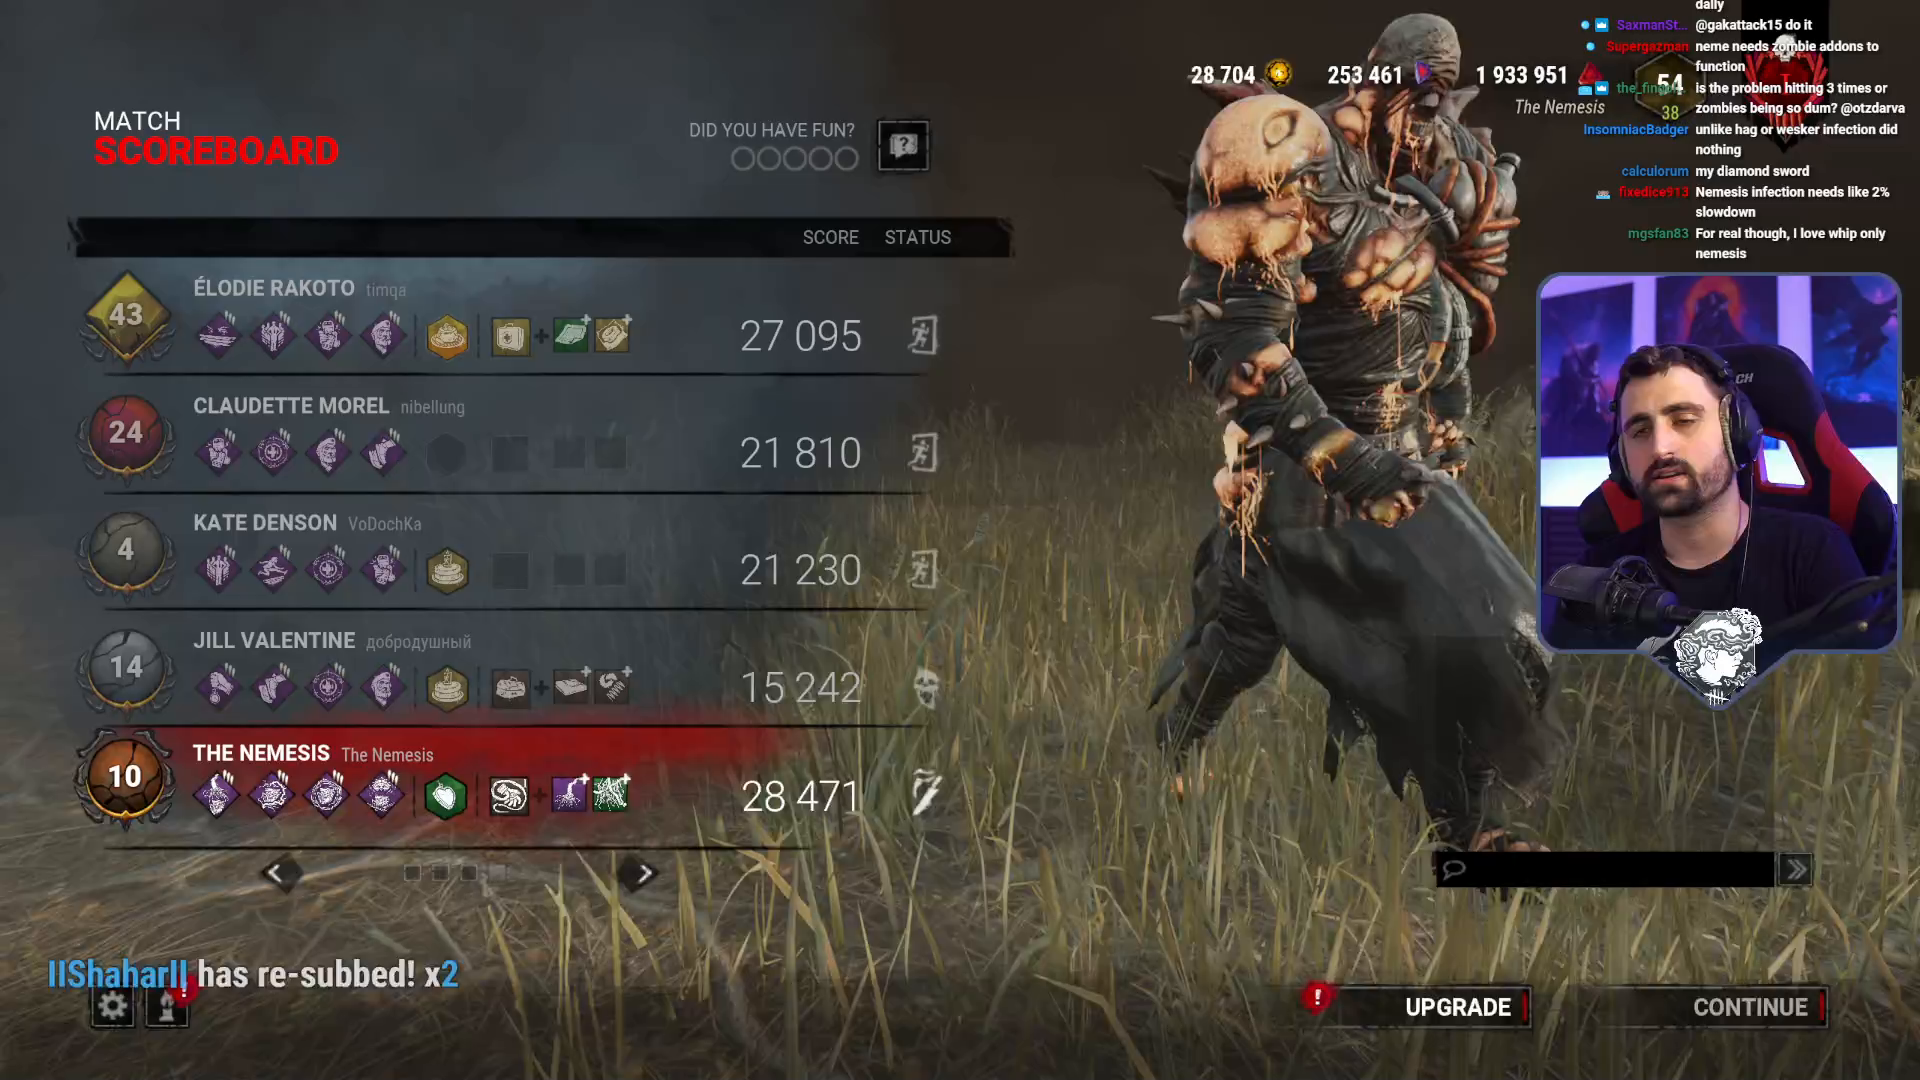 28 704 253 461 1 933 951
The Nemesis
54
38
MATCH
SCOREBOARD
DID YOU HAVE FUN?
SCORE STATUS
43 ÉLODIE RAKOTO timqa
27 095
24 CLAUDETTE MOREL nibellung
21 810
4 KATE DENSON VoDochKa
21 230
14 JILL VALENTINE добродушный
15 242
10 THE NEMESIS The Nemesis
28 471
dally
SaxmanSt... @gakattack15 do it
Supergazman neme needs zombie addons to
function
is the problem hitting 3 times or
zombies being so dum? @otzdarva
InsomniacBadger unlike hag or wesker infection did
nothing
calculorum my diamond sword
fixedice913 Nemesis infection needs like 2%
slowdown
mgsfan83 For real though, I love whip only
nemesis
IIShaharII has re-subbed! x2
UPGRADE
CONTINUE